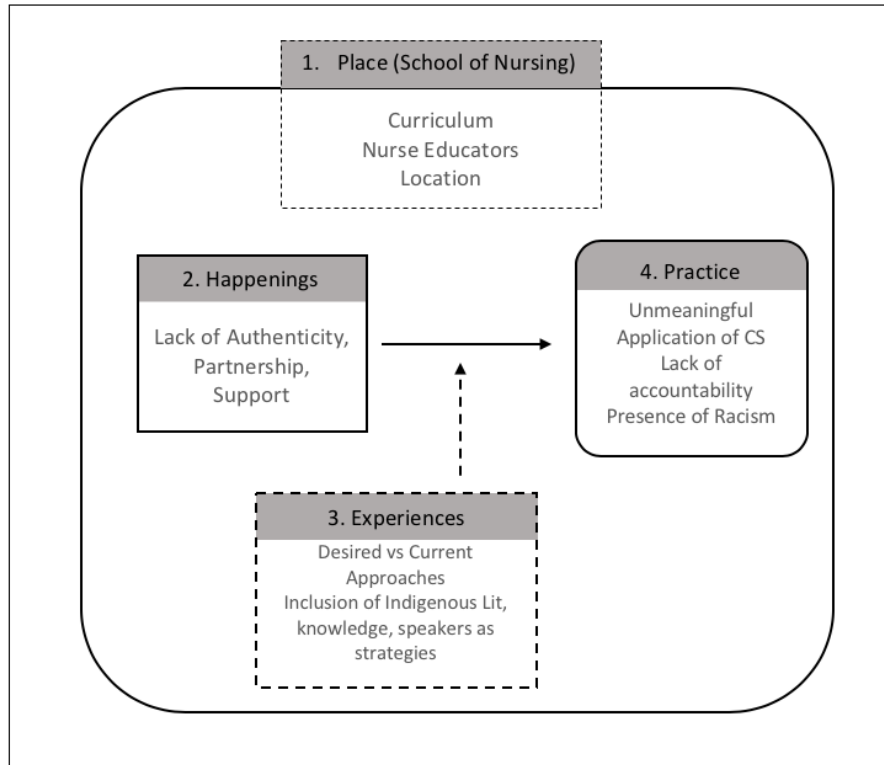 1. Place (School of Nursing)
Curriculum
Nurse Educators
Location
2. Happenings
Lack of Authenticity,
Partnership,
Support
4. Practice
Unmeaningful
Application of CS
Lack of
accountability
Presence of Racism
3. Experiences
Desired vs Current
Approaches
Inclusion of Indigenous Lit,
knowledge, speakers as
strategies